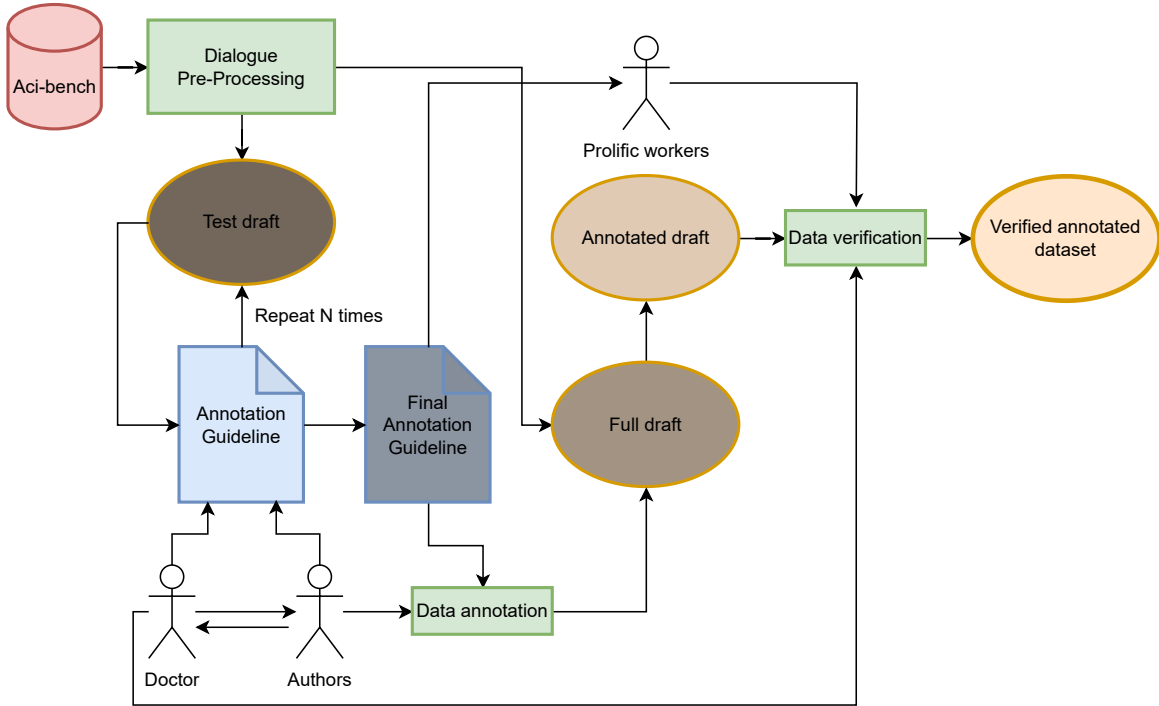 Aci-bench
Dialogue
Pre-Processing
Prolific workers
Test draft
Annotated draft
Data verification
Verified annotated
dataset
Repeat N times
Annotation
Guideline
Final
Annotation
Guideline
Full draft
Data annotation
Doctor
Authors